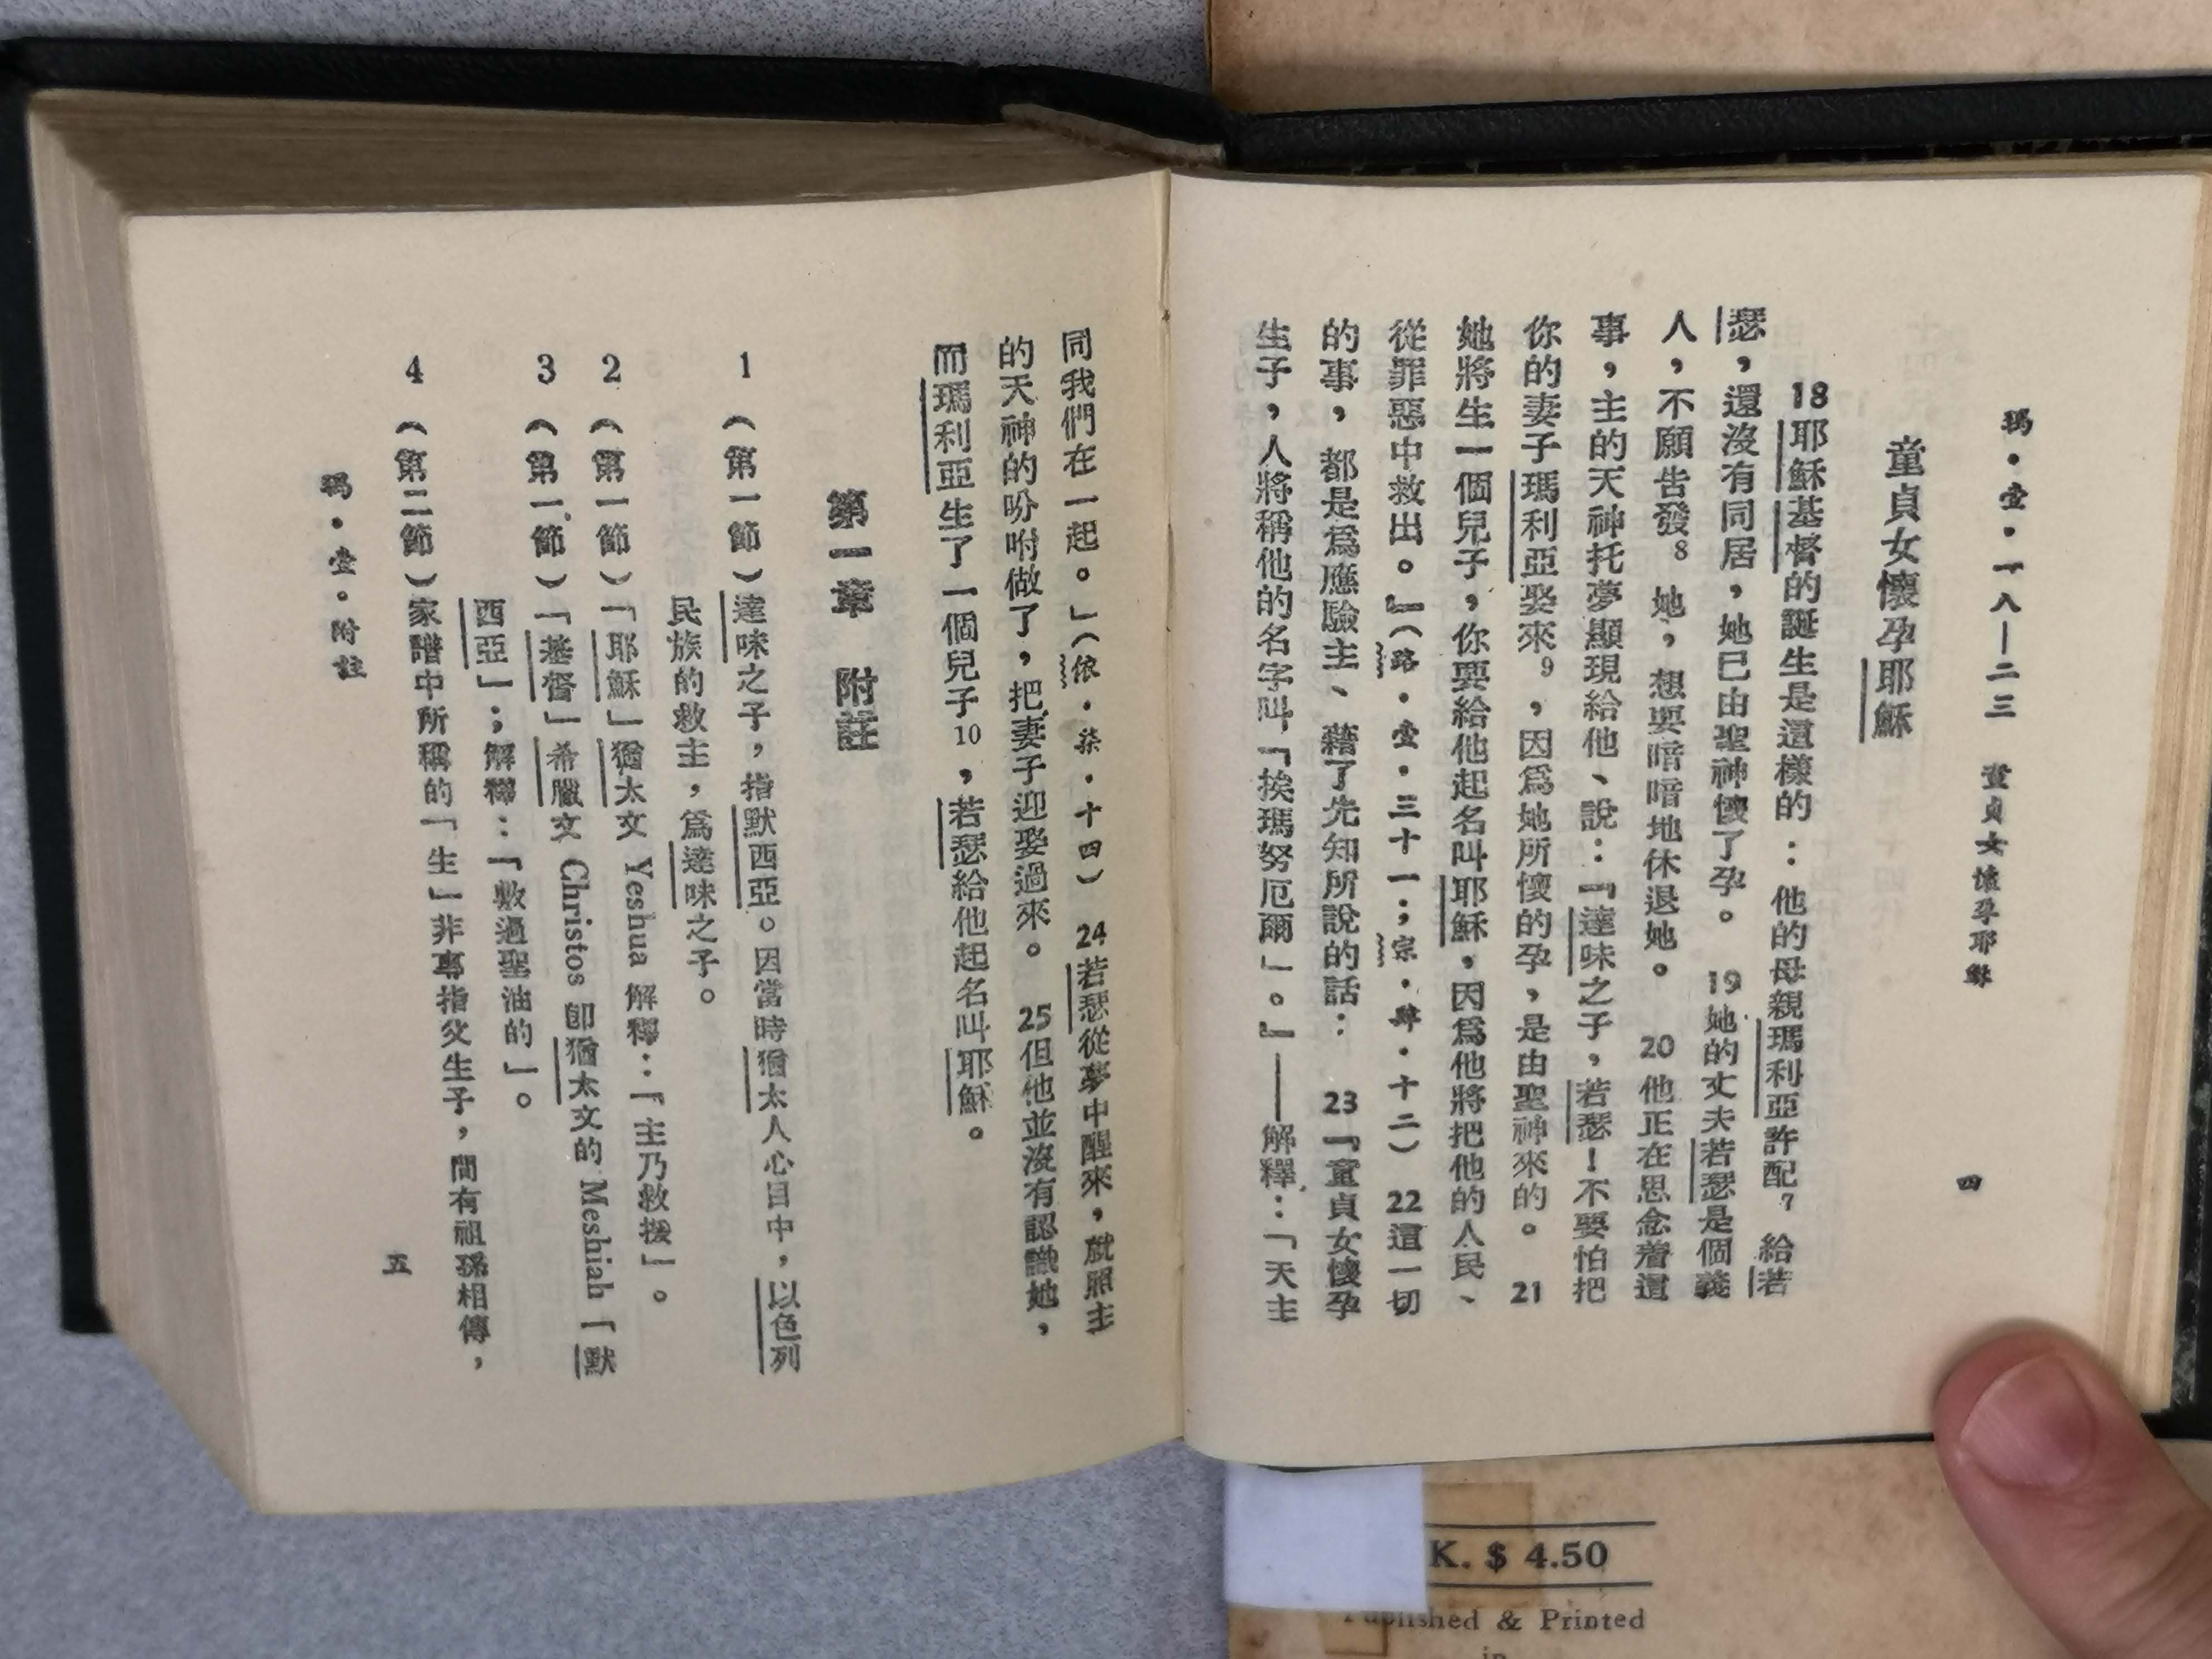 瑪・壹・一八—二三　童貞女懷孕耶穌　四
童貞女懷孕耶穌
18耶穌基督的誕生是這樣的：他的母親瑪利亞許配7給若
瑟，還沒有同居，她已由聖神懷了孕。　19她的丈夫若瑟是個義
人，不願告發8她，想要暗暗地休退她。　20他正在思念着這
事，主的天神托夢顯現給他、說：『達味之子，若瑟！不要怕把
你的妻子瑪利亞娶來9，因爲她所懷的孕，是由聖神來的。　21
她將生一個兒子，你要給他起名叫耶穌，因爲他將把他的人民、
從罪惡中救出。』（路・壹・三十一；宗・肆・十二）　22這一切
的事，都是爲應驗主、藉了先知所說的話：　23『童貞女懷孕
生子，人將稱他的名字叫「挨瑪努厄爾」。』——解釋：「天主
同我們在一起。」（依・柒・十四）　24若瑟從夢中醒來，就照主
的天神的吩咐做了，把妻子迎娶過來。　25但他並沒有認識她，
而瑪利亞生了一個兒子10，若瑟給他起名叫耶穌。
第一章　附註
1（第一節）達味之子，指默西亞。因當時猶太人心目中，以色列
民族的救主，爲達味之子。
2（第一節）「耶穌」猶太文 Yeshua 解釋：「主乃救援」。
3（第一節）「基督」希臘文 Christos 卽猶太文的 Meshiah「默
西亞」；解釋：「敷過聖油的」。
4（第二節）家譜中所稱的「生」非專指父生子，間有祖孫相傳，
瑪・壹・附註　五
K. $ 4.50
Published & Printed
in